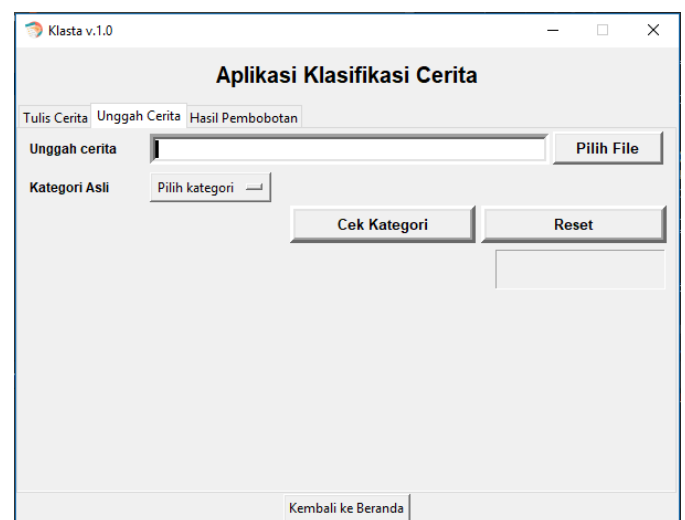 Klasta v.1.0
Aplikasi Klasifikasi Cerita
Tulis Cerita Unggah Cerita Hasil Pembobotan
Unggah cerita Pilih File
Kategori Asli Pilih kategori
Cek Kategori Reset
Kembali ke Beranda